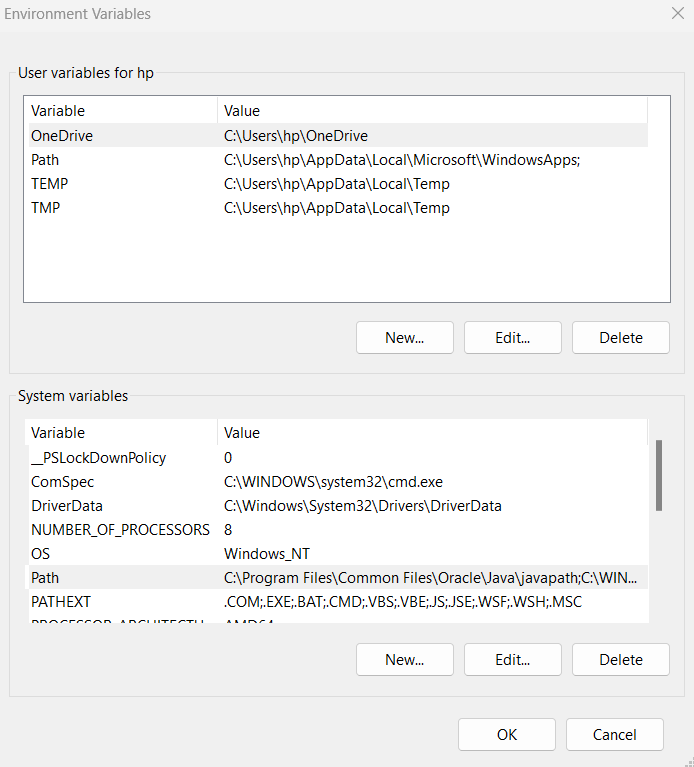 Environment Variables
User variables for hp
Variable Value
OneDrive C:\Users\hp\OneDrive
Path C:\Users\hp\AppData\Local\Microsoft\WindowsApps;
TEMP C:\Users\hp\AppData\Local\Temp
TMP C:\Users\hp\AppData\Local\Temp
New... Edit... Delete
System variables
Variable Value
__PSLockDownPolicy 0
ComSpec C:\WINDOWS\system32\cmd.exe
DriverData C:\Windows\System32\Drivers\DriverData
NUMBER_OF_PROCESSORS 8
OS Windows_NT
Path C:\Program Files\Common Files\Oracle\Java\javapath;C:\WIN...
PATHEXT .COM;.EXE;.BAT;.CMD;.VBS;.VBE;.JS;.JSE;.WSF;.WSH;.MSC
PROCESSOR_ARCHITECTU... AMD64
New... Edit... Delete
OK Cancel